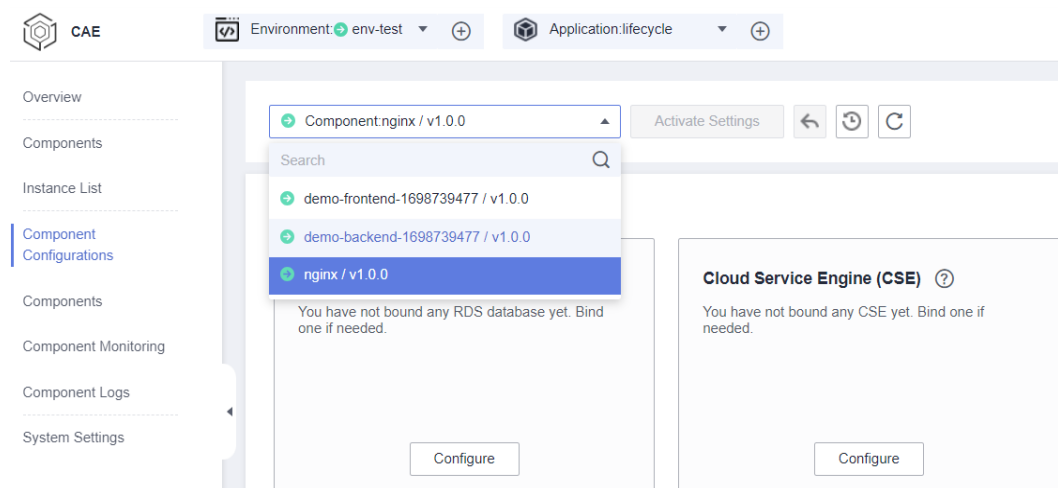 CAE
Environment: env-test
Application:lifecycle
Overview
Components
Instance List
Component
Configurations
Components
Component Monitoring
Component Logs
System Settings
Component:nginx / v1.0.0
Activate Settings
Search
demo-frontend-1698739477 / v1.0.0
demo-backend-1698739477 / v1.0.0
nginx / v1.0.0
You have not bound any RDS database yet. Bind
one if needed.
Configure
Cloud Service Engine (CSE) ?
You have not bound any CSE yet. Bind one if
needed.
Configure